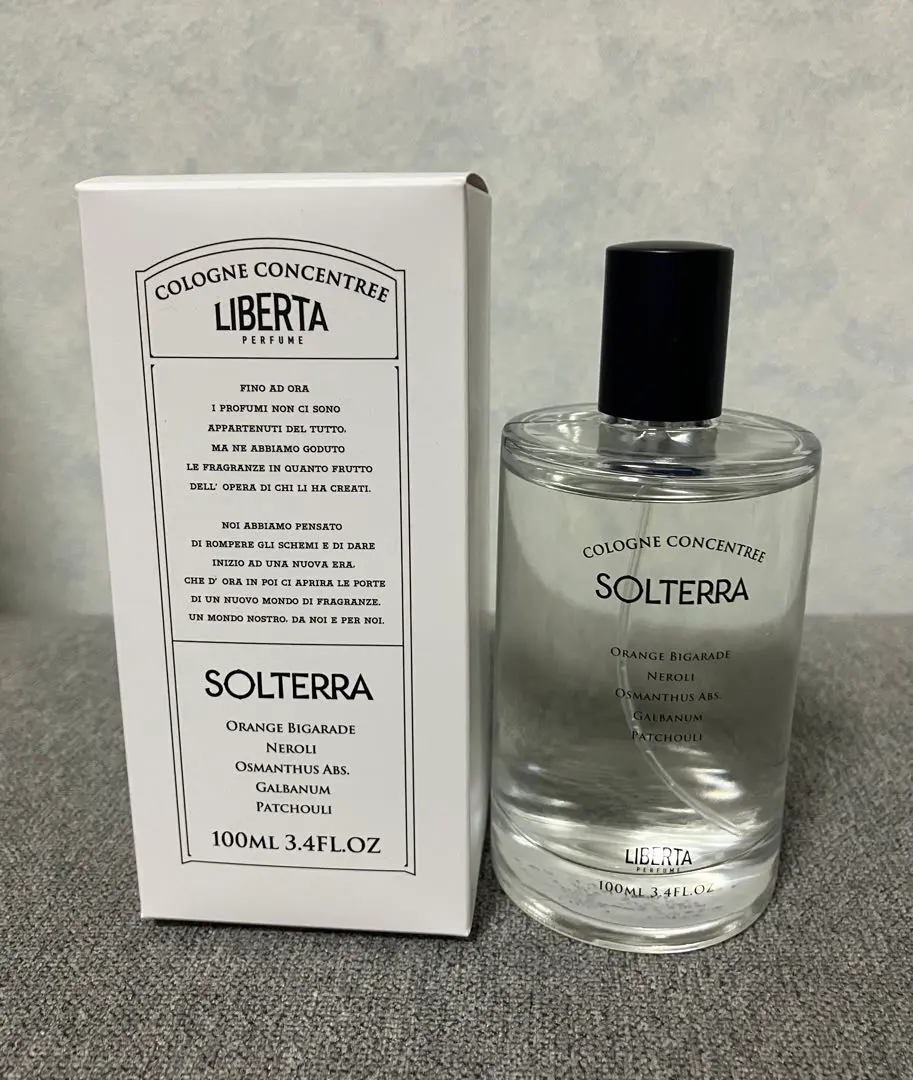 COLOGNE CONCENTREE
LIBERTA
PERFUME
FINO AD ORA
I PROFUMI NON CI SONO
APPARTENUTI DEL TUTTO,
MA NE ABBIAMO GODUTO
LE FRAGRANZE IN QUANTO FRUTTO
DELL' OPERA DI CHI LI HA CREATI.
NOI ABBIAMO PENSATO
DI ROMPERE GLI SCHEMI E DI DARE
INIZIO AD UNA NUOVA ERA,
CHE D' ORA IN POI CI APRIRA LE PORTE
DI UN NUOVO MONDO DI FRAGRANZE.
UN MONDO NOSTRO, DA NOI E PER NOI.
SOLTERRA
ORANGE BIGARADE
NEROLI
OSMANTHUS ABS.
GALBANUM
PATCHOULI
100ML 3.4FL.OZ
COLOGNE CONCENTREE
SOLTERRA
ORANGE BIGARADE
NEROLI
OSMANTHUS ABS.
GALBANUM
PATCHOULI
LIBERTA
PERFUME
100ML 3.4FL.OZ